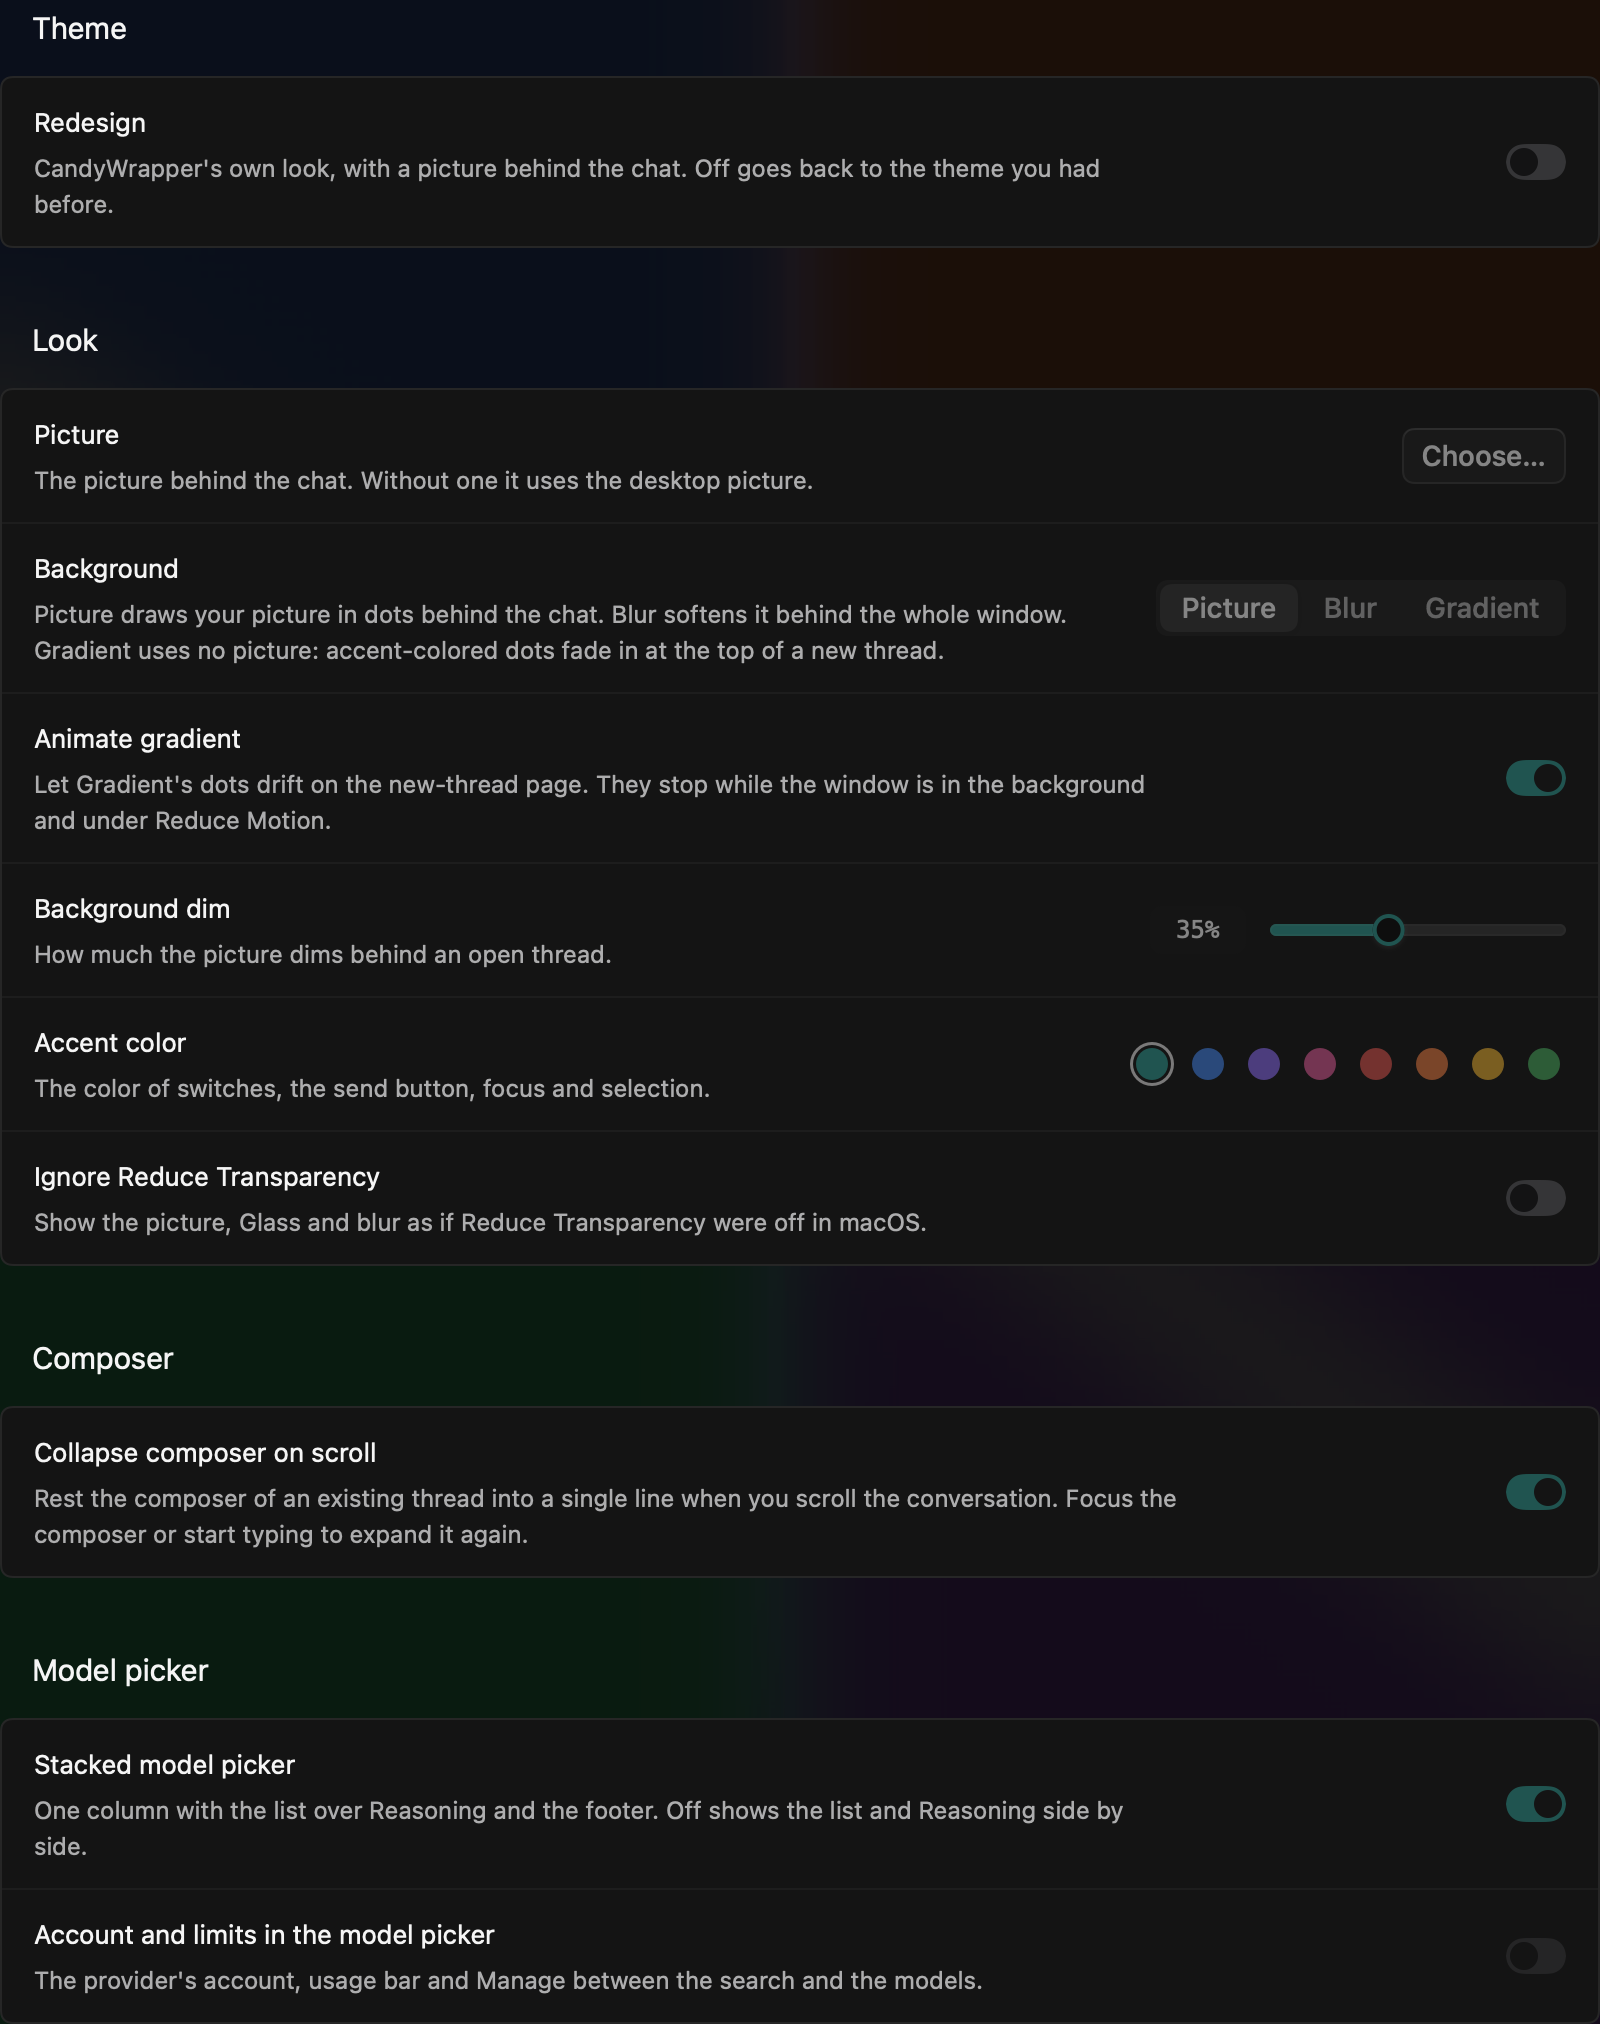 Theme
Redesign
CandyWrapper's own look, with a picture behind the chat. Off goes back to the theme you had
before.
Look
Picture
The picture behind the chat. Without one it uses the desktop picture.
Choose...
Background
Picture draws your picture in dots behind the chat. Blur softens it behind the whole window.
Gradient uses no picture: accent-colored dots fade in at the top of a new thread.
Picture Blur Gradient
Animate gradient
Let Gradient's dots drift on the new-thread page. They stop while the window is in the background
and under Reduce Motion.
Background dim
How much the picture dims behind an open thread.
35%
Accent color
The color of switches, the send button, focus and selection.
Ignore Reduce Transparency
Show the picture, Glass and blur as if Reduce Transparency were off in macOS.
Composer
Collapse composer on scroll
Rest the composer of an existing thread into a single line when you scroll the conversation. Focus the
composer or start typing to expand it again.
Model picker
Stacked model picker
One column with the list over Reasoning and the footer. Off shows the list and Reasoning side by
side.
Account and limits in the model picker
The provider's account, usage bar and Manage between the search and the models.